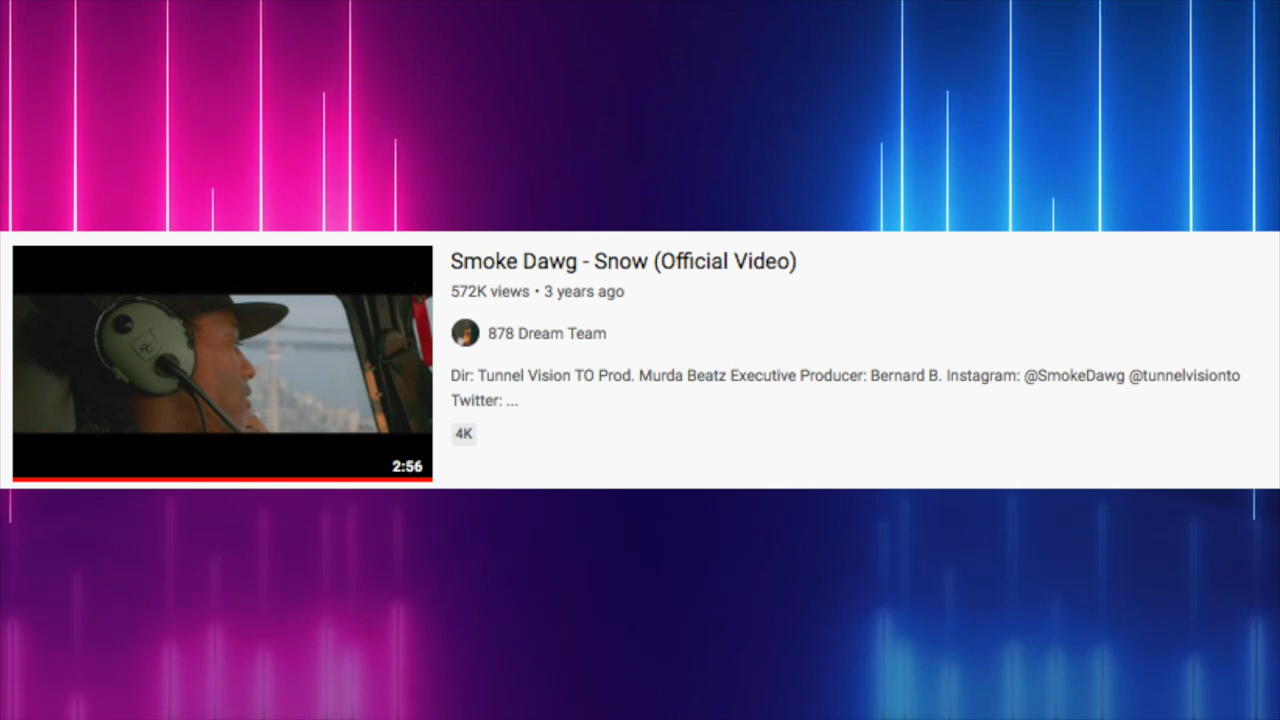 Smoke Dawg - Snow (Official Video)
572K views • 3 years ago
878 Dream Team
Dir: Tunnel Vision TO Prod. Murda Beatz Executive Producer: Bernard B. Instagram: @SmokeDawg @tunnelvisionto
Twitter: ...
4K
2:56